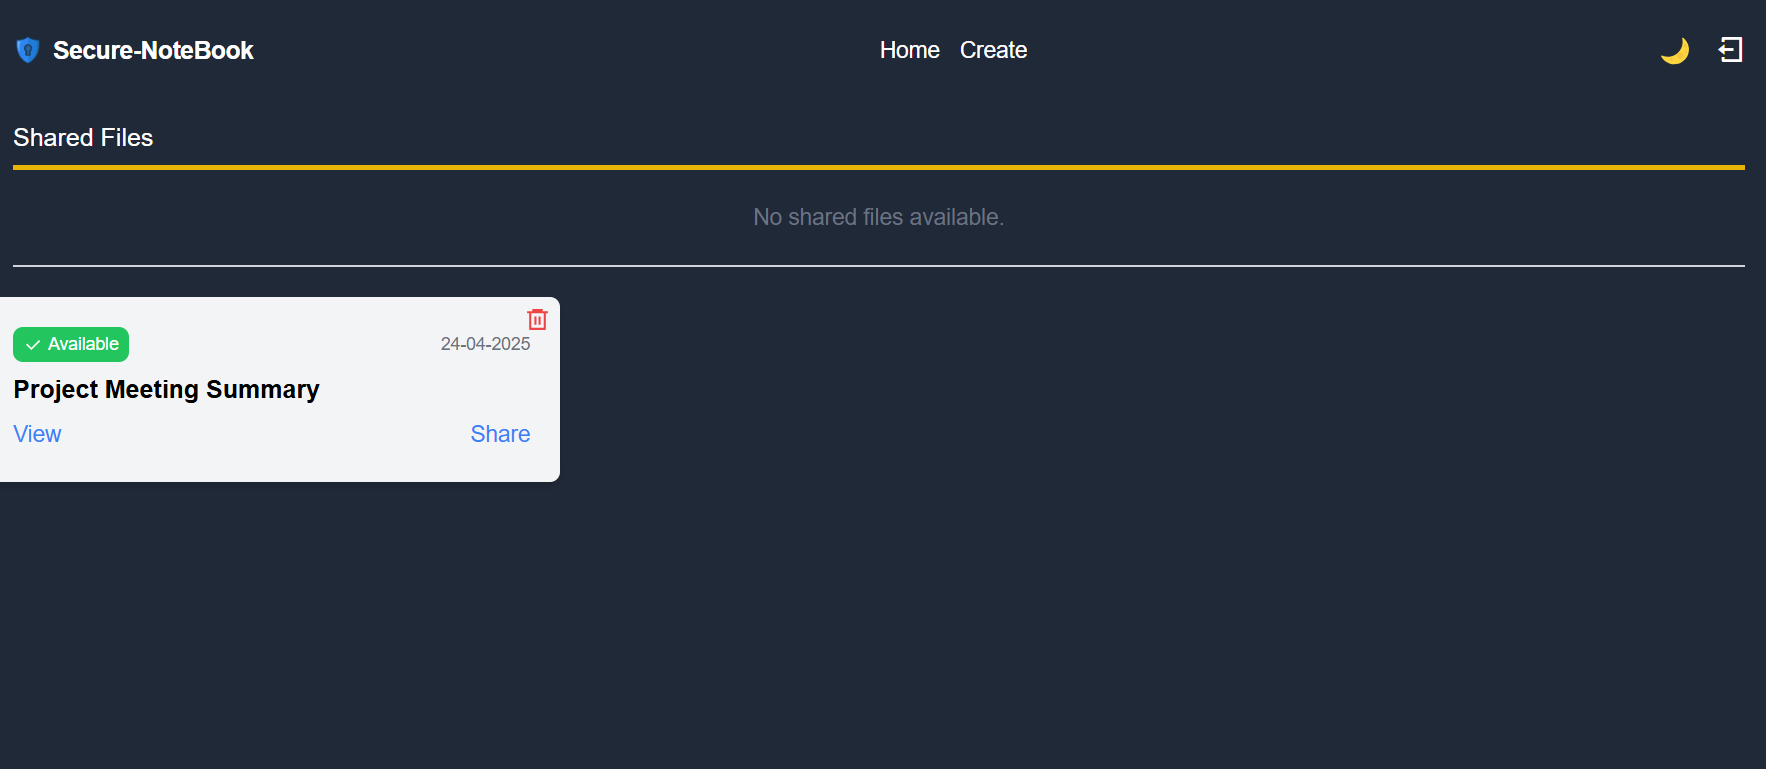 Secure-NoteBook Home Create
Shared Files
No shared files available.
Available 24-04-2025
Project Meeting Summary
View Share